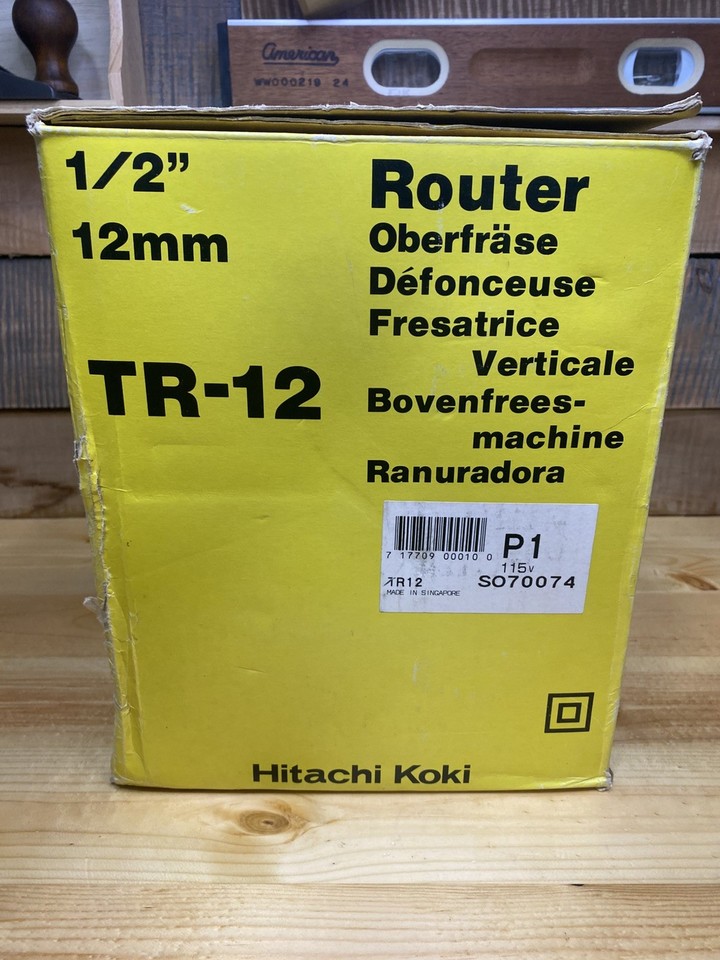 American
WW000219 24
1/2”
12mm
TR-12
Router
Oberfräse
Défonceuse
Fresatrice
Verticale
Bovenfrees-
machine
Ranuradora
7 17709 00010 0
P1
115v
TR12
SO70074
MADE IN SINGAPORE
Hitachi Koki